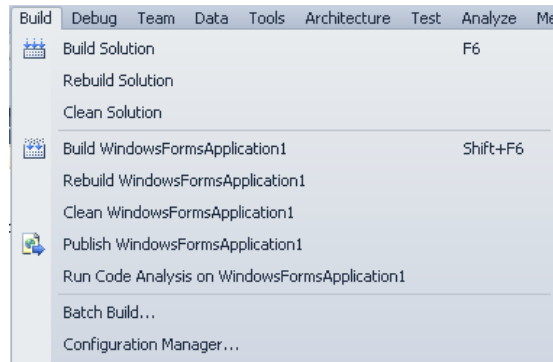 Build Debug Team Data Tools Architecture Test Analyze
Build Solution F6
Rebuild Solution
Clean Solution
Build WindowsFormsApplication1 Shift+F6
Rebuild WindowsFormsApplication1
Clean WindowsFormsApplication1
Publish WindowsFormsApplication1
Run Code Analysis on WindowsFormsApplication1
Batch Build...
Configuration Manager...